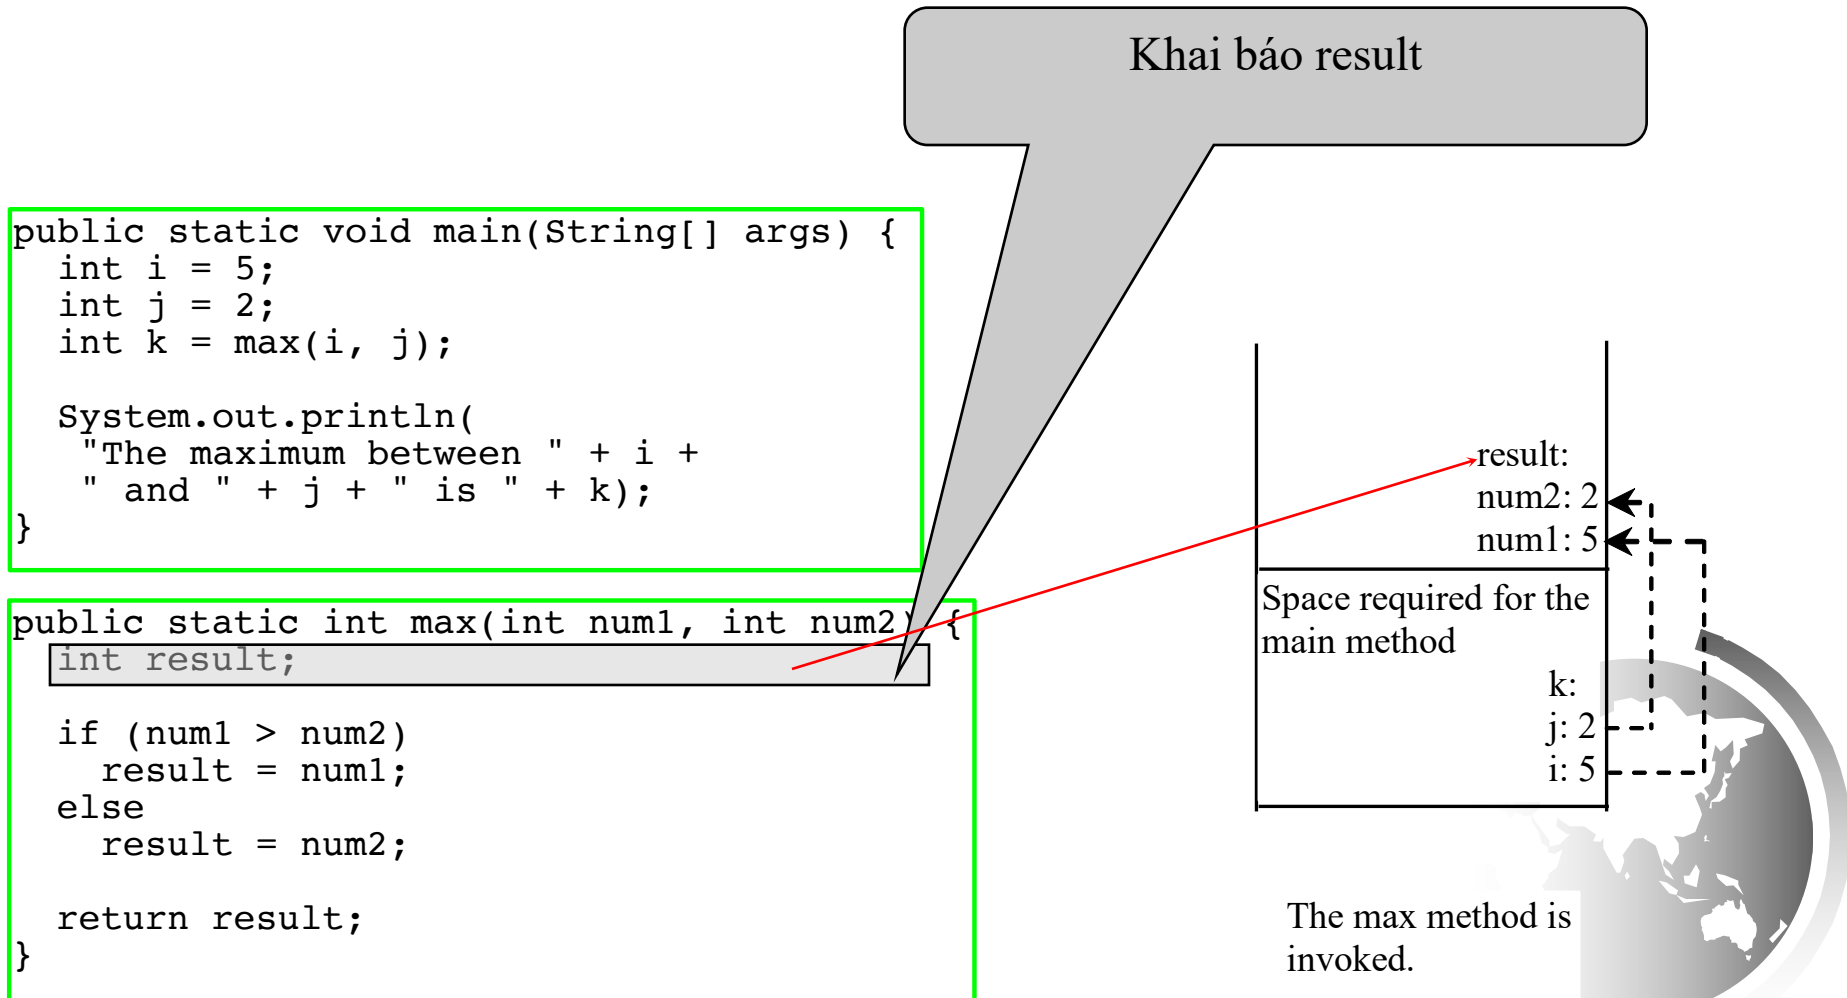 Khai báo result
public static void main(String[] args) {
int i = 5;
int j = 2;
int k = max(i, j);
System.out.println(
"The maximum between " + i +
" and " + j + " is " + k);
}
public static int max(int num1, int num2) {
int result;
if (num1 > num2)
result = num1;
else
result = num2;
return result;
}
result:
num2: 2
num1: 5
Space required for the
main method
k:
j: 2
i: 5
The max method is
invoked.